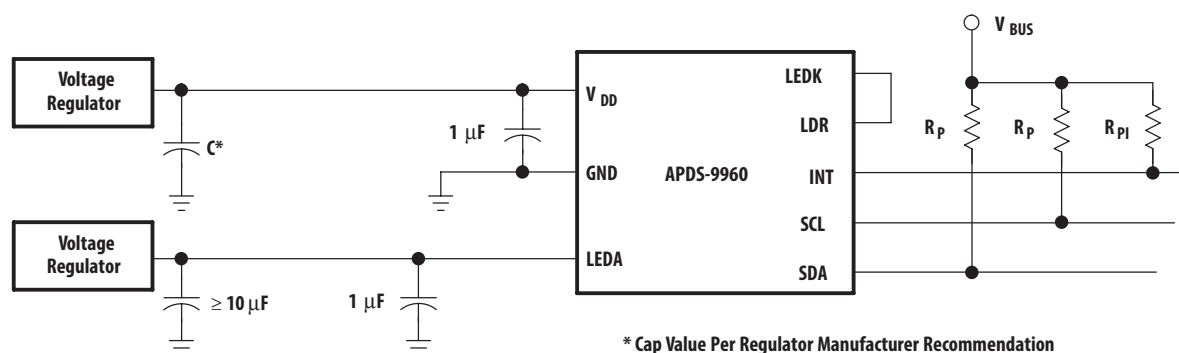 Voltage
Regulator
C*
1 μF
V DD
GND
LEDA
APDS-9960
LEDK
LDR
INT
SCL
SDA
V BUS
R P
R P
R PI
Voltage
Regulator
≥ 10 μF
1 μF
* Cap Value Per Regulator Manufacturer Recommendation